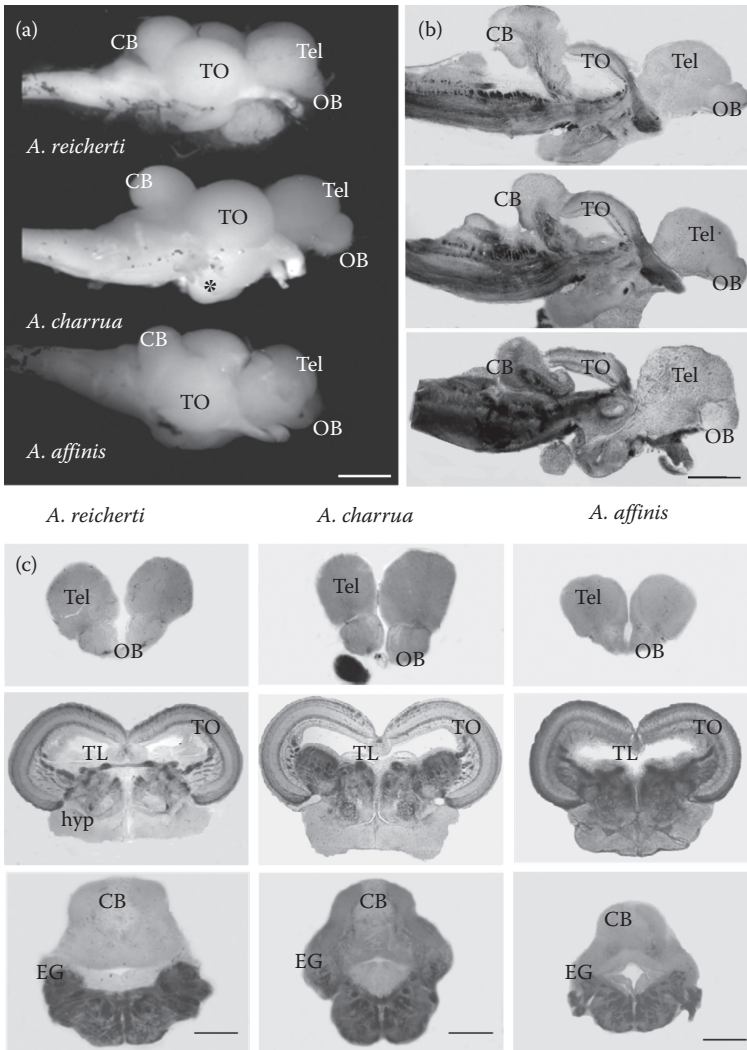 (a)
CB
TO
Tel
OB
A. reicherti
CB
TO
Tel
OB
*
A. charrua
CB
TO
Tel
OB
A. affinis
(b)
CB
TO
Tel
OB
CB
TO
Tel
OB
CB
TO
Tel
OB
A. reicherti A. charrua A. affinis
(c)
Tel
OB
Tel
OB
Tel
OB
TO
TL
hyp
TO
TL
TO
TL
CB
EG
CB
EG
CB
EG